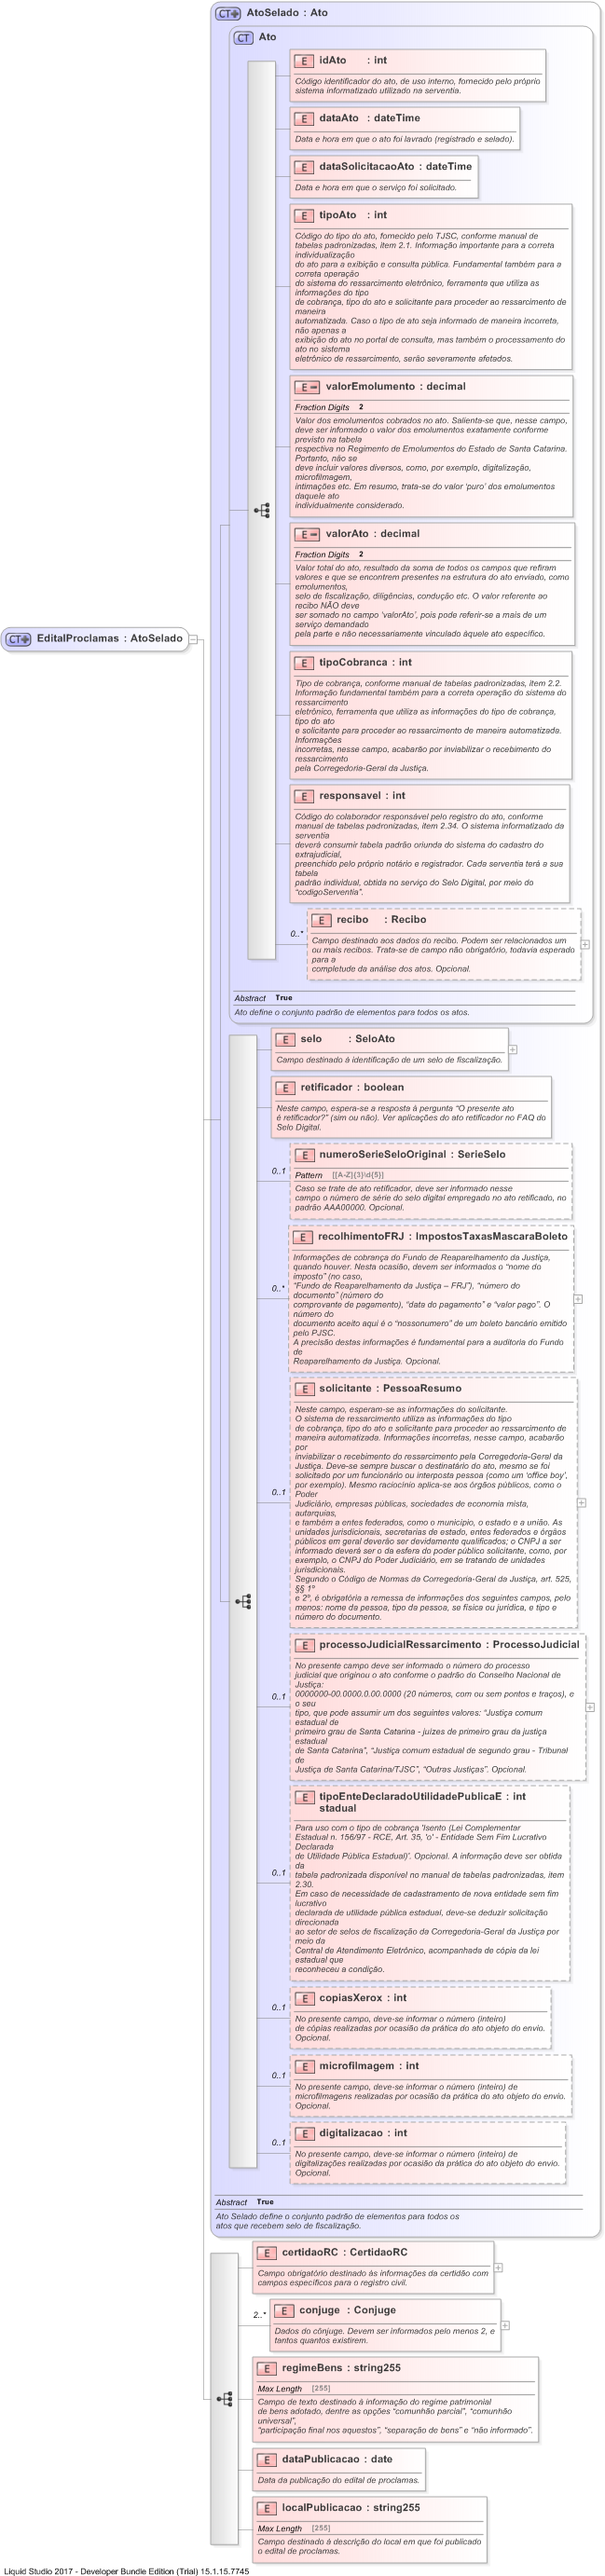 AtoSelado : Ato
Ato
idAto : int
Código identificador do ato, de uso interno, fornecido pelo próprio
sistema informatizado utilizado na serventia.
dataAto : dateTime
Data e hora em que o ato foi lavrado (registrado e selado).
dataSolicitacaoAto : dateTime
Data e hora em que o serviço foi solicitado.
tipoAto : int
Código do tipo do ato, fornecido pelo TJSC, conforme manual de
tabelas padronizadas, item 2.1. Informação importante para a correta
individualização
do ato para a exibição e consulta pública. Fundamental também para a
correta operação
do sistema do ressarcimento eletrônico, ferramenta que utiliza as
informações do tipo
de cobrança, tipo do ato e solicitante para proceder ao ressarcimento de
maneira
automatizada. Caso o tipo de ato seja informado de maneira incorreta,
não apenas a
exibição do ato no portal de consulta, mas também o processamento do
ato no sistema
eletrônico de ressarcimento, serão severamente afetados.
valorEmolumento : decimal
Fraction Digits 2
Valor dos emolumentos cobrados no ato. Salienta-se que, nesse campo,
deve ser informado o valor dos emolumentos exatamente conforme
previsto na tabela
respectiva no Regimento de Emolumentos do Estado de Santa Catarina.
Portanto, não se
deve incluir valores diversos, como, por exemplo, digitalização,
microfilmagem,
intimações etc. Em resumo, trata-se do valor ‘puro’ dos emolumentos
daquele ato
individualmente considerado.
valorAto : decimal
Fraction Digits 2
Valor total do ato, resultado da soma de todos os campos que refiram
valores e que se encontrem presentes na estrutura do ato enviado, como
emolumentos,
selo de fiscalização, diligências, condução etc. O valor referente ao
recibo NÃO deve
ser somado no campo ‘valorAto’, pois pode referir-se a mais de um
serviço demandado
pela parte e não necessariamente vinculado àquele ato específico.
EditalProclamas : AtoSelado
tipoCobranca : int
Tipo de cobrança, conforme manual de tabelas padronizadas, item 2.2.
Informação fundamental também para a correta operação do sistema do
ressarcimento
eletrônico, ferramenta que utiliza as informações do tipo de cobrança,
tipo do ato
e solicitante para proceder ao ressarcimento de maneira automatizada.
Informações
incorretas, nesse campo, acabarão por inviabilizar o recebimento do
ressarcimento
pela Corregedoria-Geral da Justiça.
responsavel : int
Código do colaborador responsável pelo registro do ato, conforme
manual de tabelas padronizadas, item 2.34. O sistema informatizado da
serventia
deverá consumir tabela padrão oriunda do sistema do cadastro do
extrajudicial,
preenchido pelo próprio notário e registrador. Cada serventia terá a sua
tabela
padrão individual, obtida no serviço do Selo Digital, por meio do
“codigoServentia”.
recibo : Recibo
0..*
Campo destinado aos dados do recibo. Podem ser relacionados um
ou mais recibos. Trata-se de campo não obrigatório, todavia esperado
para a
completude da análise dos atos. Opcional.
Abstract True
Ato define o conjunto padrão de elementos para todos os atos.
selo : SeloAto
Campo destinado à identificação de um selo de fiscalização.
retificador : boolean
Neste campo, espera-se a resposta à pergunta “O presente ato
é retificador?” (sim ou não). Ver aplicações do ato retificador no FAQ do
Selo Digital.
numeroSerieSeloOriginal : SerieSelo
0..1
Pattern [[A-Z]{3}\d{5}]
Caso se trate de ato retificador, deve ser informado nesse
campo o número de série do selo digital empregado no ato retificado, no
padrão AAA00000. Opcional.
recolhimentoFRJ : ImpostosTaxasMascaraBoleto
Informações de cobrança do Fundo de Reaparelhamento da Justiça,
quando houver. Nesta ocasião, devem ser informados o “nome do
imposto” (no caso,
0..*
“Fundo de Reaparelhamento da Justiça – FRJ”), “número do
documento” (número do
comprovante de pagamento), “data do pagamento” e “valor pago”. O
número do
documento aceito aqui é o “nossonumero” de um boleto bancário emitido
pelo PJSC.
A precisão destas informações é fundamental para a auditoria do Fundo
de
Reaparelhamento da Justiça. Opcional.
solicitante : PessoaResumo
Neste campo, esperam-se as informações do solicitante.
O sistema de ressarcimento utiliza as informações do tipo
de cobrança, tipo do ato e solicitante para proceder ao ressarcimento de
maneira automatizada. Informações incorretas, nesse campo, acabarão
por
inviabilizar o recebimento do ressarcimento pela Corregedoria-Geral da
Justiça. Deve-se sempre buscar o destinatário do ato, mesmo se foi
solicitado por um funcionário ou interposta pessoa (como um ‘office boy’,
por exemplo). Mesmo raciocínio aplica-se aos órgãos públicos, como o
Poder
0..1
Judiciário, empresas públicas, sociedades de economia mista,
autarquias,
e também a entes federados, como o município, o estado e a união. As
unidades jurisdicionais, secretarias de estado, entes federados e órgãos
públicos em geral deverão ser devidamente qualificados; o CNPJ a ser
informado deverá ser o da esfera do poder público solicitante, como, por
exemplo, o CNPJ do Poder Judiciário, em se tratando de unidades
jurisdicionais.
Segundo o Código de Normas da Corregedoria-Geral da Justiça, art. 525,
§§ 1º
e 2º, é obrigatória a remessa de informações dos seguintes campos, pelo
menos: nome da pessoa, tipo da pessoa, se física ou jurídica, e tipo e
número do documento.
processoJudicialRessarcimento : ProcessoJudicial
No presente campo deve ser informado o número do processo
judicial que originou o ato conforme o padrão do Conselho Nacional de
Justiça:
0..1
0000000-00.0000.0.00.0000 (20 números, com ou sem pontos e traços), e
o seu
tipo, que pode assumir um dos seguintes valores: “Justiça comum
estadual de
primeiro grau de Santa Catarina - juízes de primeiro grau da justiça
estadual
de Santa Catarina”, “Justiça comum estadual de segundo grau - Tribunal
de
Justiça de Santa Catarina/TJSC”, “Outras Justiças”. Opcional.
tipoEnteDeclaradoUtilidadePublicaE : int
stadual
Para uso com o tipo de cobrança 'Isento (Lei Complementar
Estadual n. 156/97 - RCE, Art. 35, 'o' - Entidade Sem Fim Lucrativo
Declarada
de Utilidade Pública Estadual)'. Opcional. A informação deve ser obtida
da
0..1
tabela padronizada disponível no manual de tabelas padronizadas, item
2.30.
Em caso de necessidade de cadastramento de nova entidade sem fim
lucrativo
declarada de utilidade pública estadual, deve-se deduzir solicitação
direcionada
ao setor de selos de fiscalização da Corregedoria-Geral da Justiça por
meio da
Central de Atendimento Eletrônico, acompanhada de cópia da lei
estadual que
reconheceu a condição.
copiasXerox : int
0..1
No presente campo, deve-se informar o número (inteiro)
de cópias realizadas por ocasião da prática do ato objeto do envio.
Opcional.
microfilmagem : int
0..1
No presente campo, deve-se informar o número (inteiro) de
microfilmagens realizadas por ocasião da prática do ato objeto do envio.
Opcional.
digitalizacao : int
0..1
No presente campo, deve-se informar o número (inteiro) de
digitalizações realizadas por ocasião da prática do ato objeto do envio.
Opcional.
Abstract True
Ato Selado define o conjunto padrão de elementos para todos os
atos que recebem selo de fiscalização.
certidaoRC : CertidaoRC
Campo obrigatório destinado às informações da certidão com
campos específicos para o registro civil.
conjuge : Conjuge
2..*
Dados do cônjuge. Devem ser informados pelo menos 2, e
tantos quantos existirem.
regimeBens : string255
Max Length [255]
Campo de texto destinado à informação do regime patrimonial
de bens adotado, dentre as opções “comunhão parcial”, “comunhão
universal”,
“participação final nos aquestos”, “separação de bens” e “não informado”.
dataPublicacao : date
Data da publicação do edital de proclamas.
localPublicacao : string255
Max Length [255]
Campo destinado à descrição do local em que foi publicado
o edital de proclamas.
Liquid Studio 2017 - Developer Bundle Edition (Trial) 15.1.15.7745